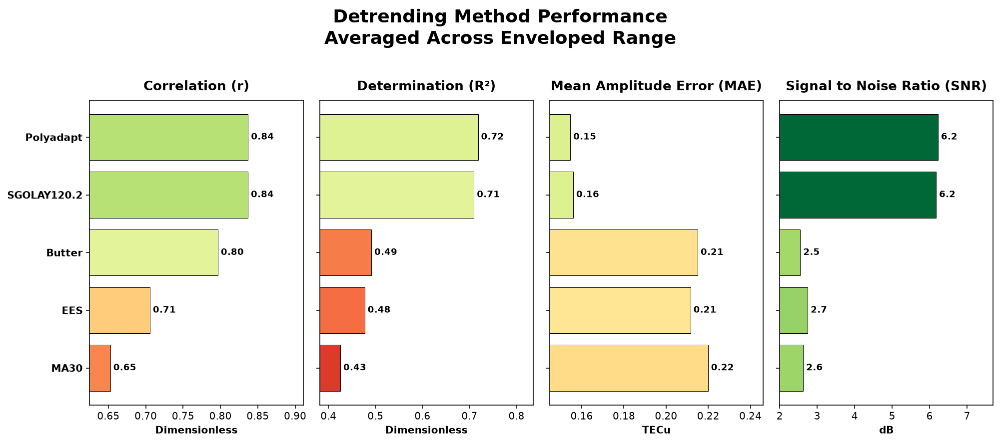 Detrending Method Performance
Averaged Across Enveloped Range
Correlation (r)
Polyadapt
SGOLAY120.2
Butter
EES
MA30
0.84
0.84
0.80
0.71
0.65
0.65 0.70 0.75 0.80 0.85 0.90
Dimensionless
Determination (R²)
0.72
0.71
0.49
0.48
0.43
0.4 0.5 0.6 0.7 0.8
Dimensionless
Mean Amplitude Error (MAE)
0.15
0.16
0.21
0.21
0.22
0.16 0.18 0.20 0.22 0.24
TECu
Signal to Noise Ratio (SNR)
6.2
6.2
2.5
2.7
2.6
2 3 4 5 6 7
dB